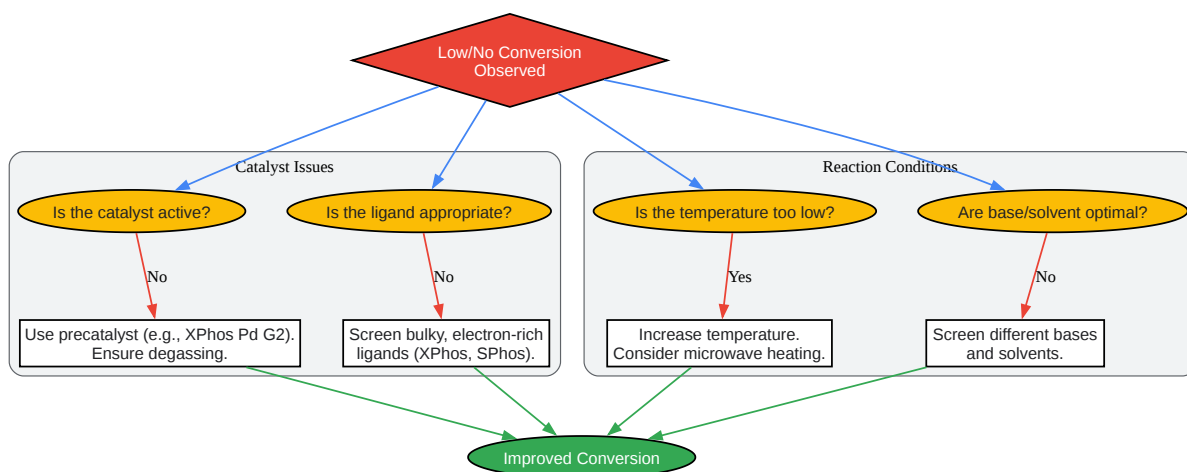 Low/No Conversion
Observed
Catalyst Issues
Reaction Conditions
Is the catalyst active?
Is the ligand appropriate?
Is the temperature too low?
Are base/solvent optimal?
No
No
Yes
No
Use precatalyst (e.g., XPhos Pd G2).
Ensure degassing.
Screen bulky, electron-rich
ligands (XPhos, SPhos).
Increase temperature.
Consider microwave heating.
Screen different bases
and solvents.
Improved Conversion